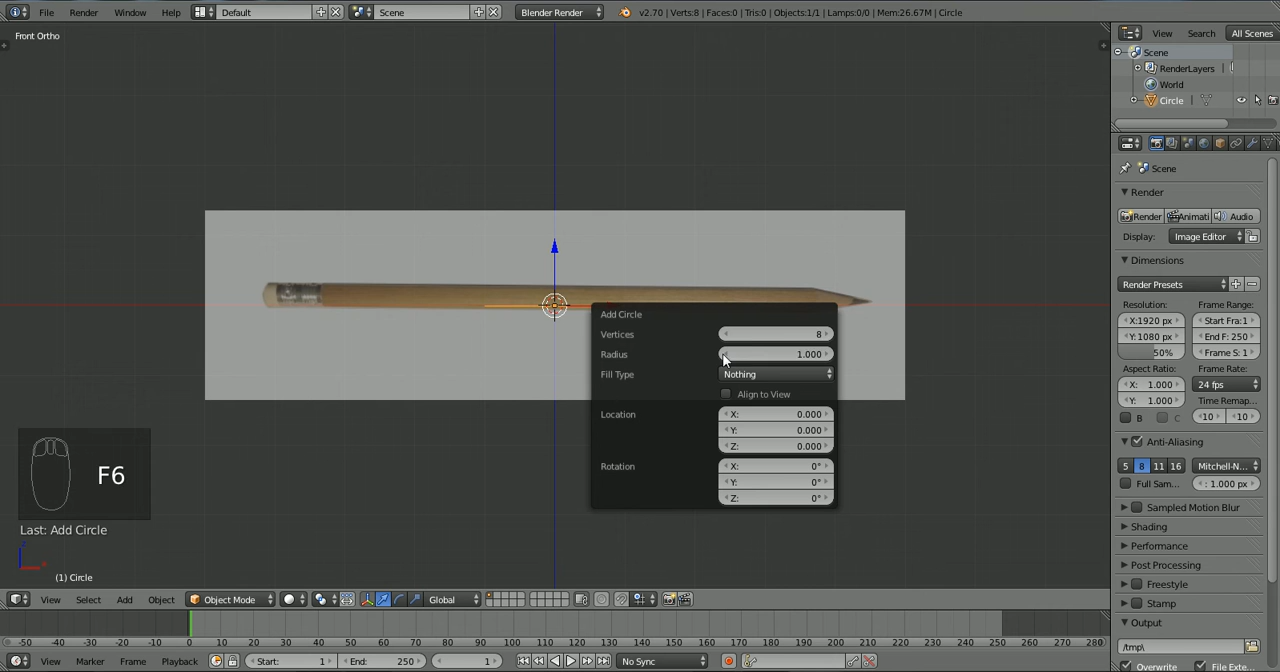 File Render Window Help Default Scene Blender Render v2.70 | Verts:8 | Faces:0 | Tris:0 | Objects:1/1 | Lamps:0/0 | Mem:26.67M | Circle
Front Ortho
View Search All Scenes
Scene
RenderLayers
World
Circle
Scene
Render
Render Animati Audio
Display: Image Editor
Dimensions
Render Presets
Resolution: Frame Range:
X:1920 px Start Fra:1
Y:1080 px End F: 250
50% Frame S: 1
Aspect Ratio: Frame Rate:
X: 1.000 24 fps
Y: 1.000 Time Remap...
B C 10 10
Anti-Aliasing
5 8 11 16 Mitchell-N...
Full Sam... : 1.000 px
Sampled Motion Blur
Shading
Performance
Post Processing
Freestyle
Stamp
Output
/tmp\
Overwrite File Exte...
Add Circle
Vertices 8
Radius 1.000
Fill Type Nothing
Align to View
Location X: 0.000
Y: 0.000
Z: 0.000
Rotation X: 0°
Y: 0°
Z: 0°
F6
Last: Add Circle
z
x
(1) Circle
View Select Add Object Object Mode Global
-50 -40 -30 -20 -10 0 10 20 30 40 50 60 70 80 90 100 110 120 130 140 150 160 170 180 190 200 210 220 230 240 250 260 270 280
View Marker Frame Playback Start: 1 End: 250 1 No Sync